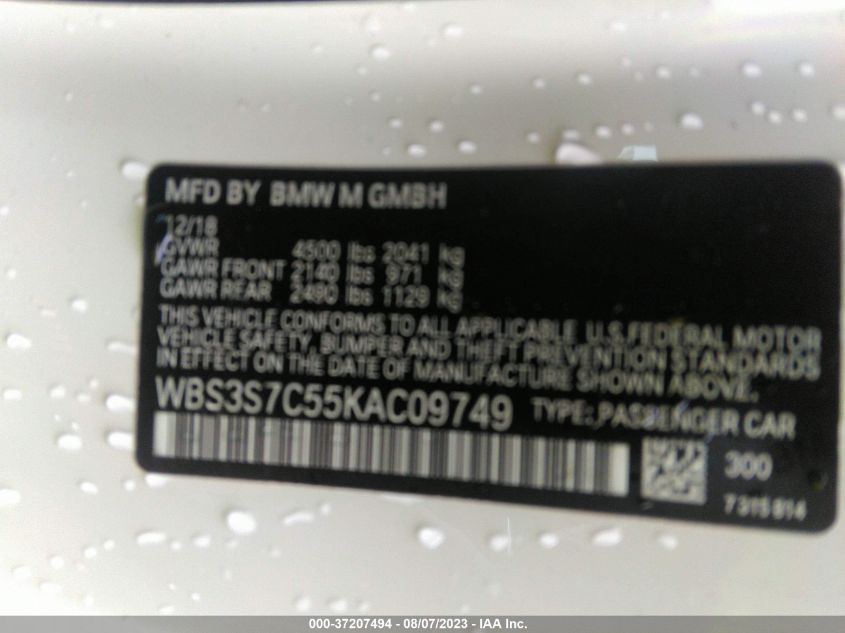 MFD BY BMW M GMBH
12/18
GVWR 4500 lbs 2041 kg
GAWR FRONT 2140 lbs 971 kg
GAWR REAR 2490 lbs 1129 kg
THIS VEHICLE CONFORMS TO ALL APPLICABLE U.S.FEDERAL MOTOR
VEHICLE SAFETY, BUMPER AND THEFT PREVENTION STANDARDS
IN EFFECT ON THE DATE OF MANUFACTURE SHOWN ABOVE.
WBS3S7C55KAC09749 TYPE: PASSENGER CAR
300
7315814
000-37207494 - 08/07/2023 - IAA Inc.